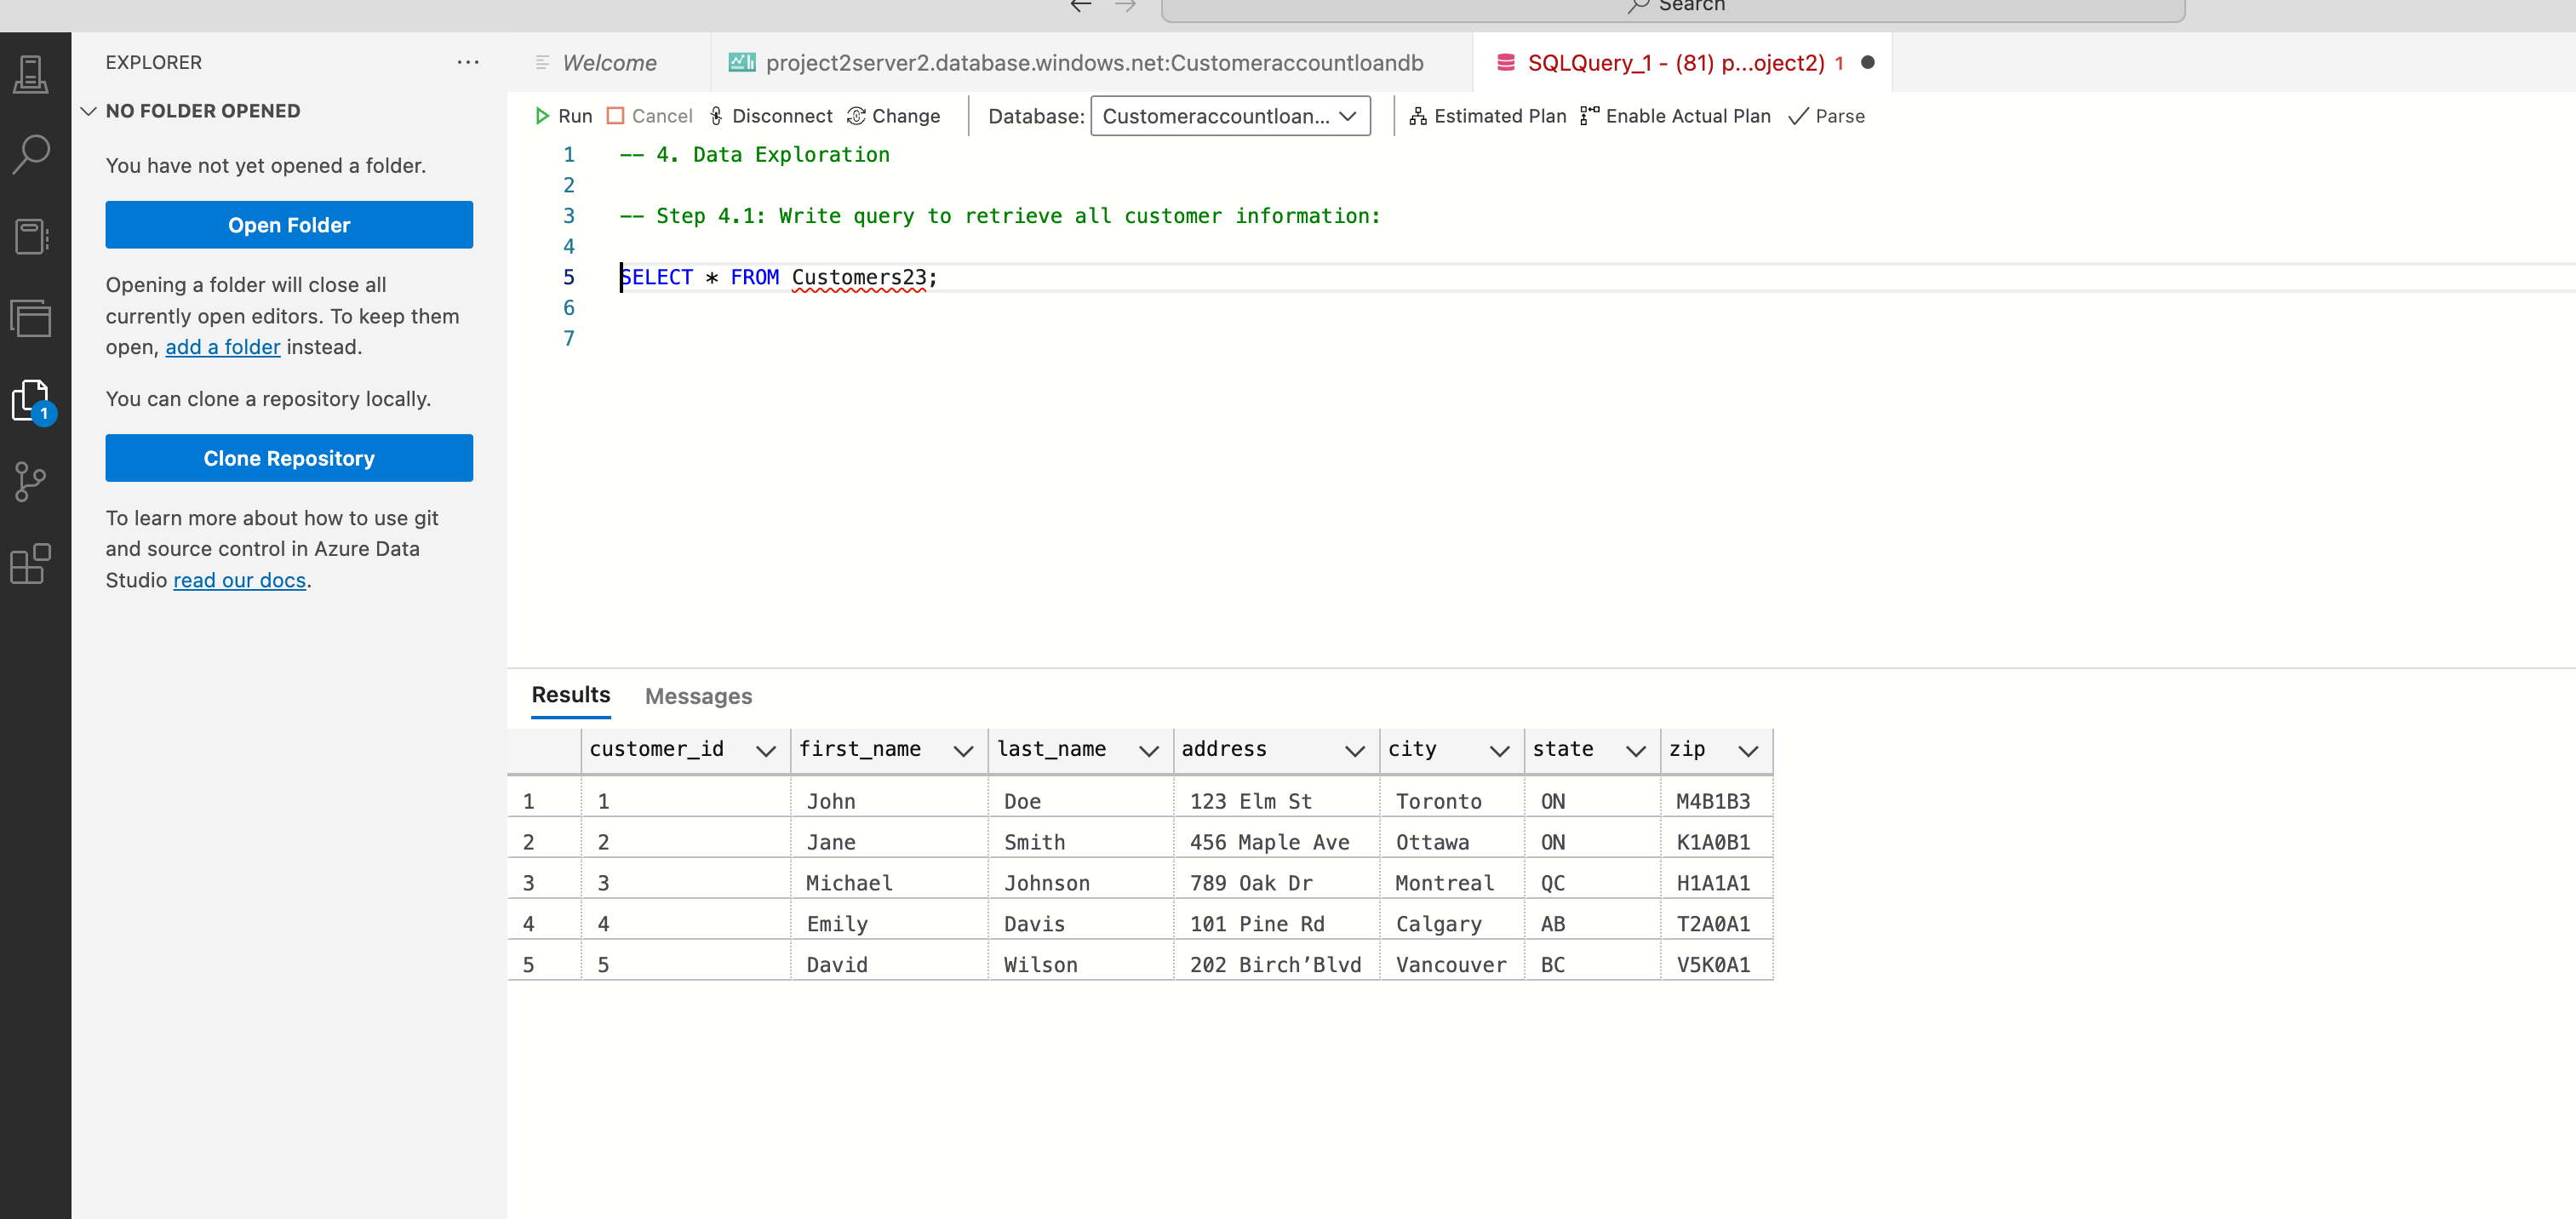 Search
EXPLORER
NO FOLDER OPENED
You have not yet opened a folder.
Open Folder
Opening a folder will close all
currently open editors. To keep them
open, add a folder instead.
You can clone a repository locally.
Clone Repository
To learn more about how to use git
and source control in Azure Data
Studio read our docs.
1
Welcome
project2server2.database.windows.net:Customeraccountloandb
SQLQuery_1 - (81) p...oject2) 1
Run Cancel Disconnect Change Database: Customeraccountloan... Estimated Plan Enable Actual Plan Parse
1 -- 4. Data Exploration
2
3 -- Step 4.1: Write query to retrieve all customer information:
4
5 SELECT * FROM Customers23;
6
7
Results Messages
customer_id first_name last_name address city state zip
1 1 John Doe 123 Elm St Toronto ON M4B1B3
2 2 Jane Smith 456 Maple Ave Ottawa ON K1A0B1
3 3 Michael Johnson 789 Oak Dr Montreal QC H1A1A1
4 4 Emily Davis 101 Pine Rd Calgary AB T2A0A1
5 5 David Wilson 202 Birch’Blvd Vancouver BC V5K0A1